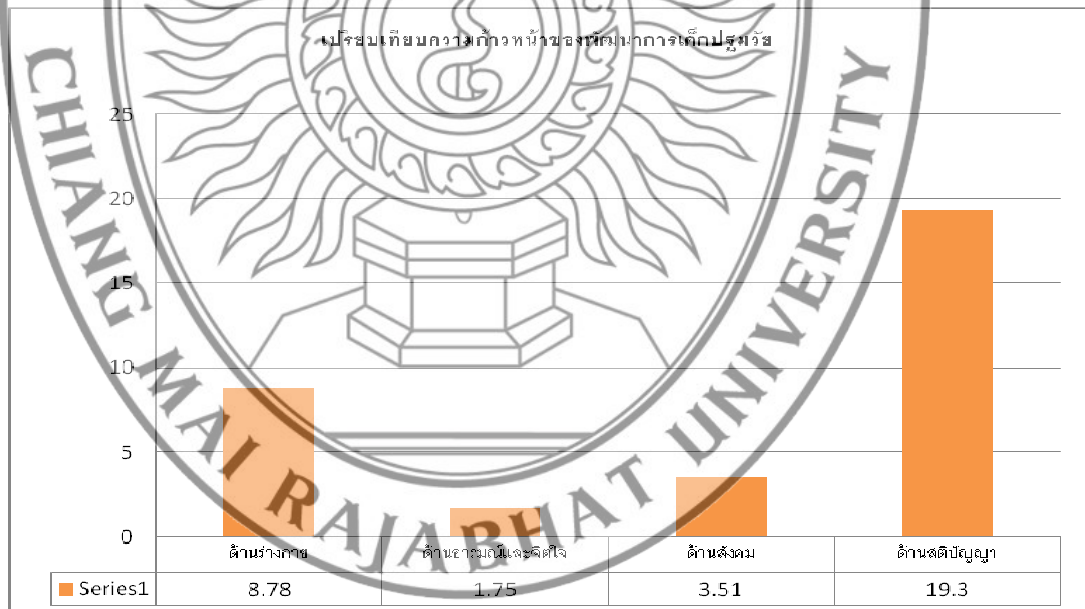 เปรียบเทียบความก้าวหน้าของพัฒนาการเด็กปฐมวัย
25
20
15
10
5
0
ด้านร่างกาย ด้านอารมณ์และจิตใจ ด้านสังคม ด้านสติปัญญา
Series1 8.78 1.75 3.51 19.3
CHIANG MAI RAJABHAT UNIVERSITY